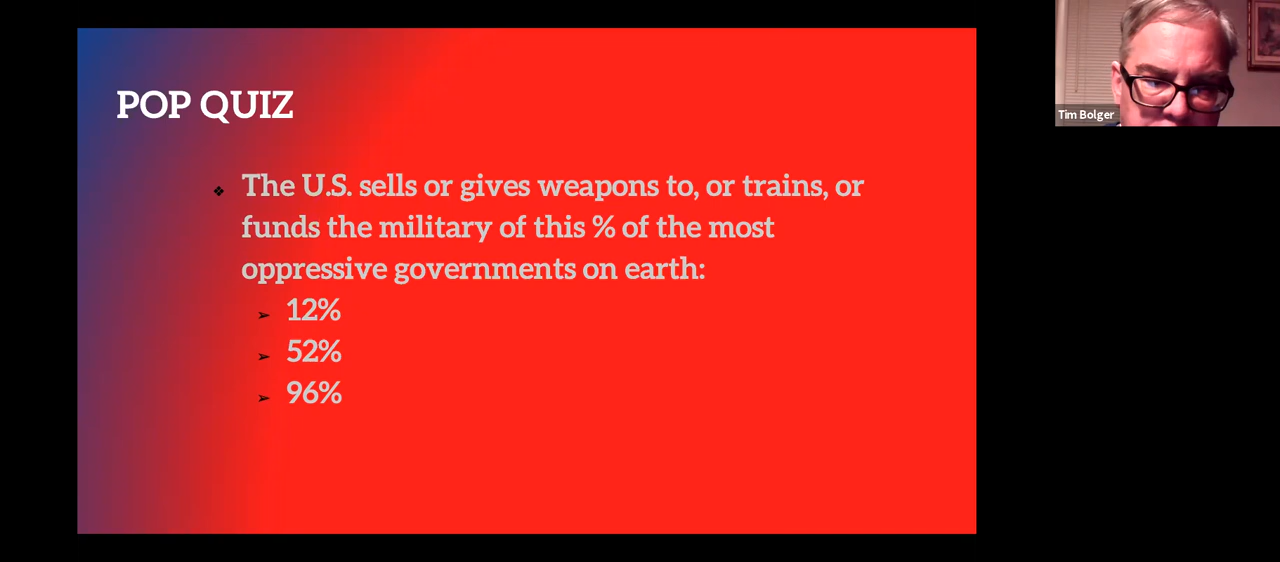 POP QUIZ
❖ The U.S. sells or gives weapons to, or trains, or
funds the military of this % of the most
oppressive governments on earth:
➢ 12%
➢ 52%
➢ 96%
Tim Bolger